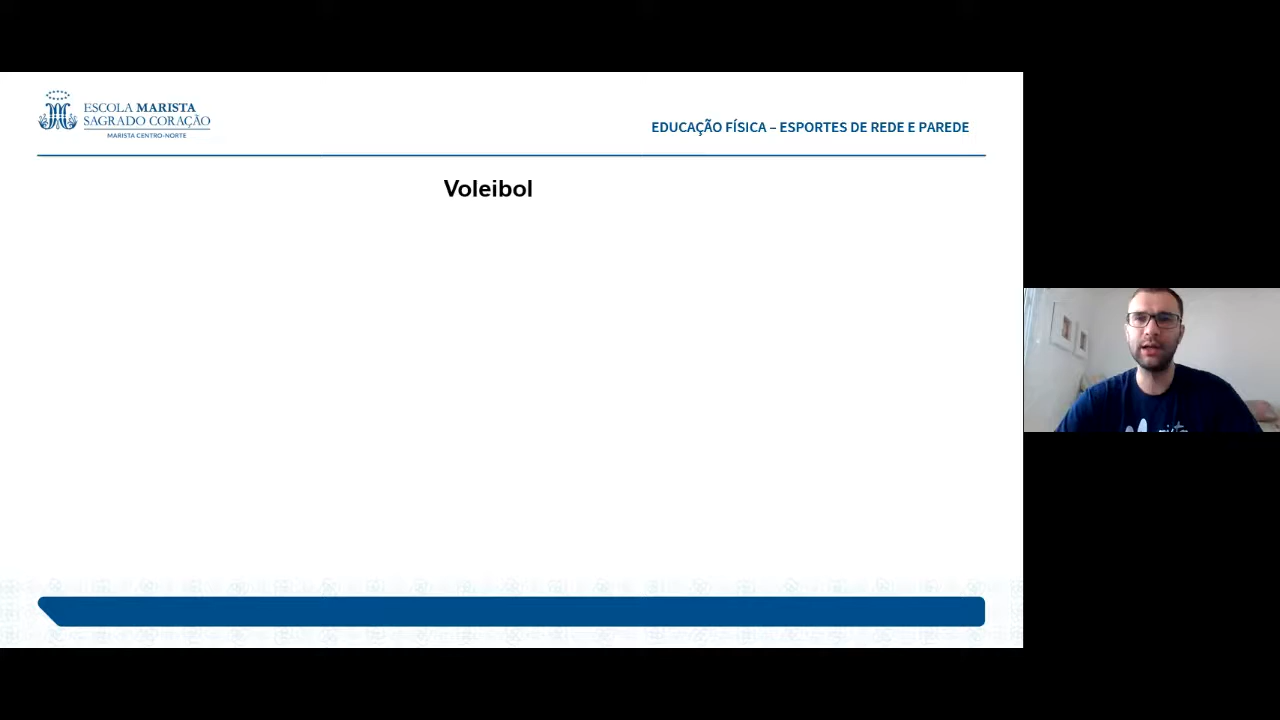 ESCOLA MARISTA
SAGRADO CORAÇÃO
MARISTA CENTRO-NORTE
EDUCAÇÃO FÍSICA – ESPORTES DE REDE E PAREDE
Voleibol